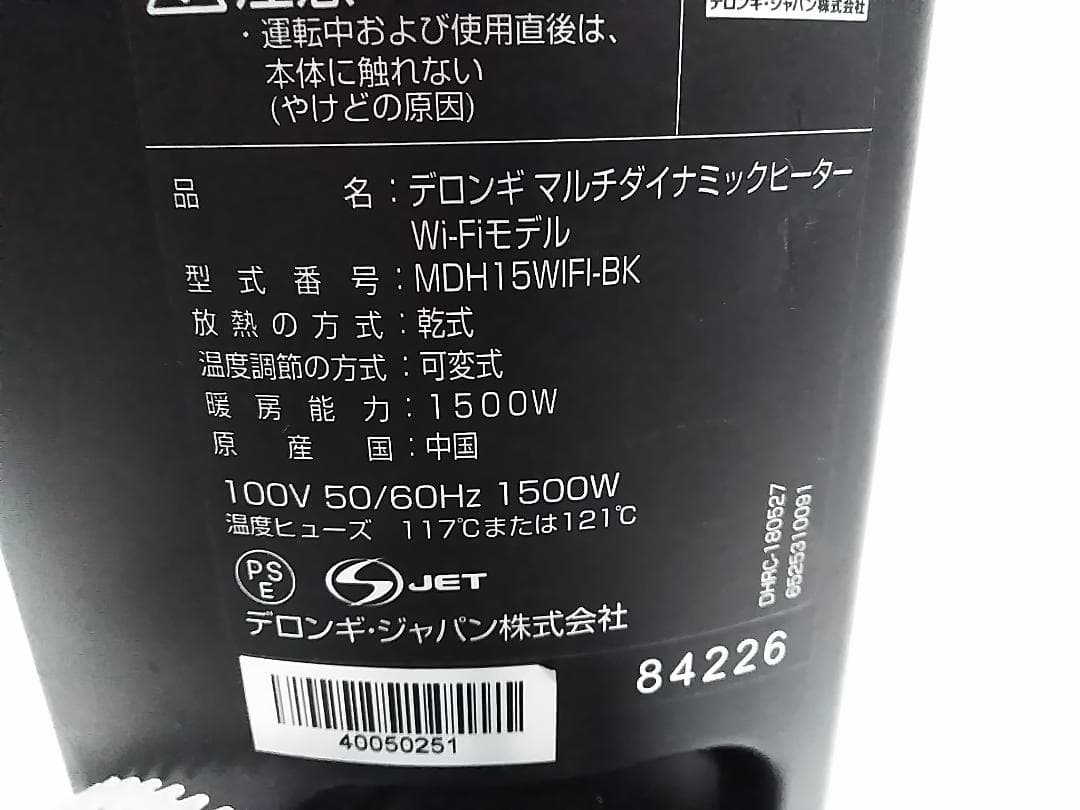 注意
デロンギ・ジャパン株式会社
・運転中および使用直後は、
本体に触れない
(やけどの原因)
品名：デロンギ マルチダイナミックヒーター
Wi-Fiモデル
型式番号：MDH15WIFI-BK
放熱の方式：乾式
温度調節の方式：可変式
暖房能力：1500W
原産国：中国
100V 50/60Hz 1500W
温度ヒューズ 117℃または121℃
PS
E
S JET
デロンギ・ジャパン株式会社
DHRC-180527
6525310091
84226
40050251